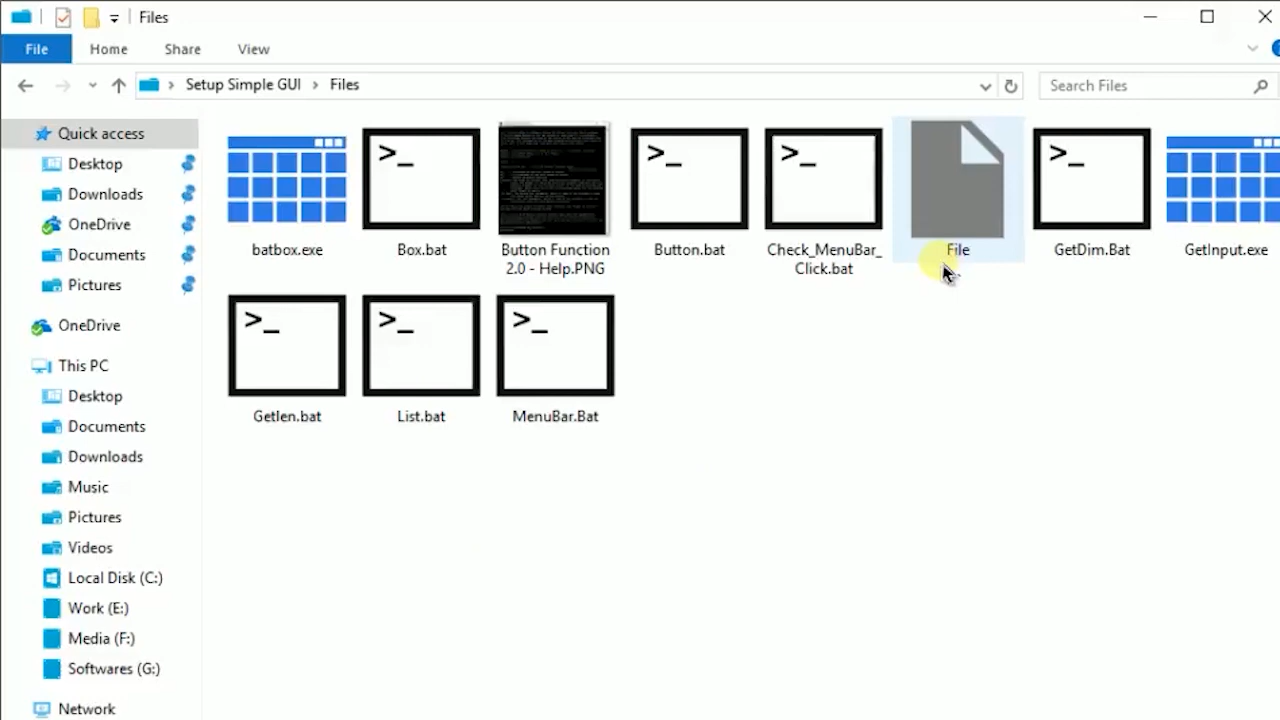 Files
File
Home
Share
View
Setup Simple GUI
Files
Search Files
Quick access
Desktop
Downloads
OneDrive
Documents
Pictures
OneDrive
This PC
Desktop
Documents
Downloads
Music
Pictures
Videos
Local Disk (C:)
Work (E:)
Media (F:)
Softwares (G:)
Network
batbox.exe
Box.bat
Button Function
2.0 - Help.PNG
Button.bat
Check_MenuBar_
Click.bat
File
GetDim.Bat
GetInput.exe
Getlen.bat
List.bat
MenuBar.Bat